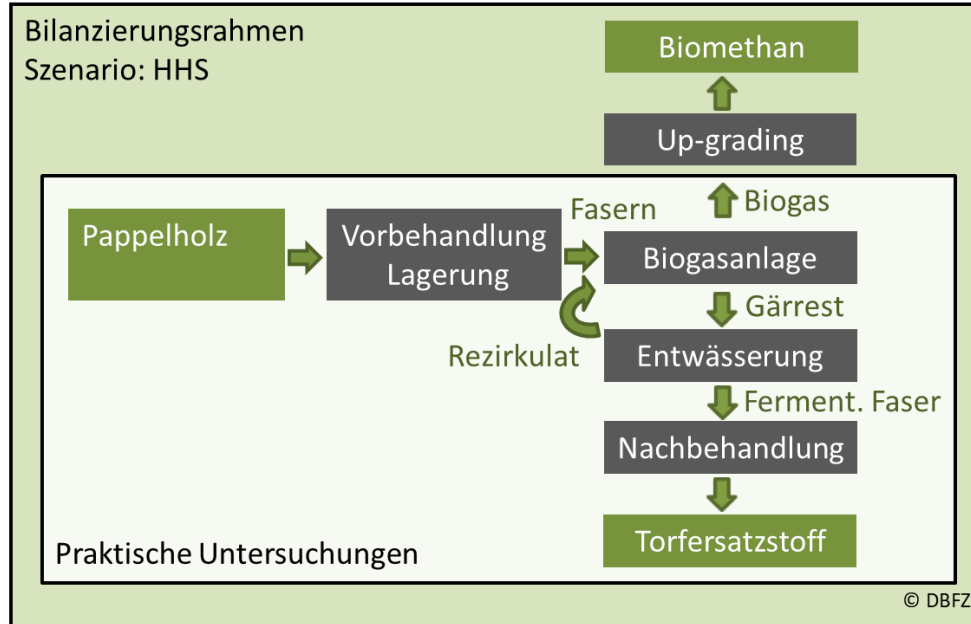 Bilanzierungsrahmen
Szenario: HHS
Biomethan
Up-grading
Biogas
Pappelholz
Vorbehandlung
Lagerung
Fasern
Biogasanlage
Gärrest
Rezirkulat
Entwässerung
Ferment. Faser
Nachbehandlung
Torfersatzstoff
Praktische Untersuchungen
© DBFZ